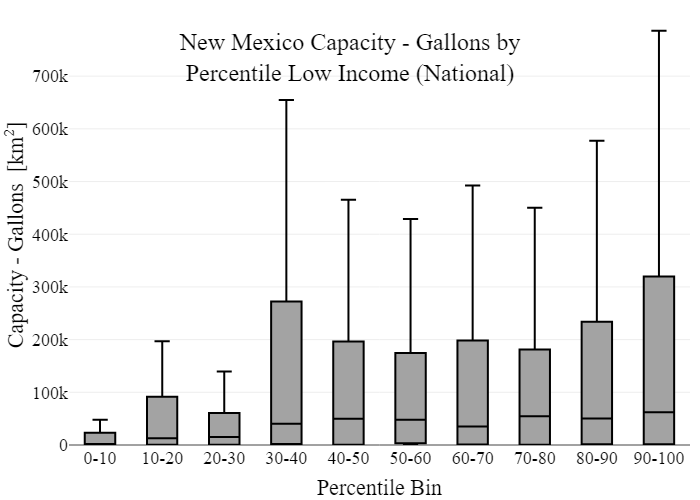 New Mexico Capacity - Gallons by
Percentile Low Income (National)
Capacity - Gallons [km²]
700k
600k
500k
400k
300k
200k
100k
0
0-10 10-20 20-30 30-40 40-50 50-60 60-70 70-80 80-90 90-100
Percentile Bin